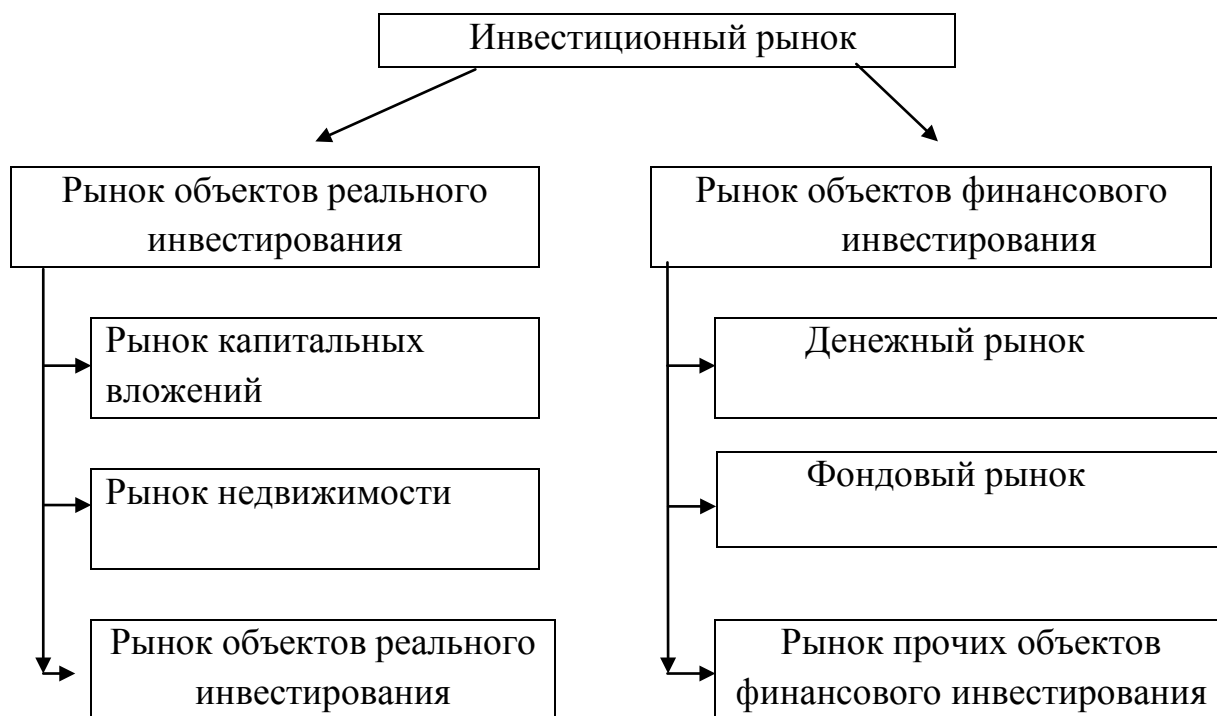 Инвестиционный рынок
Рынок объектов реального
инвестирования
Рынок объектов финансового
инвестирования
Рынок капитальных
вложений
Денежный рынок
Рынок недвижимости
Фондовый рынок
Рынок объектов реального
инвестирования
Рынок прочих объектов
финансового инвестирования